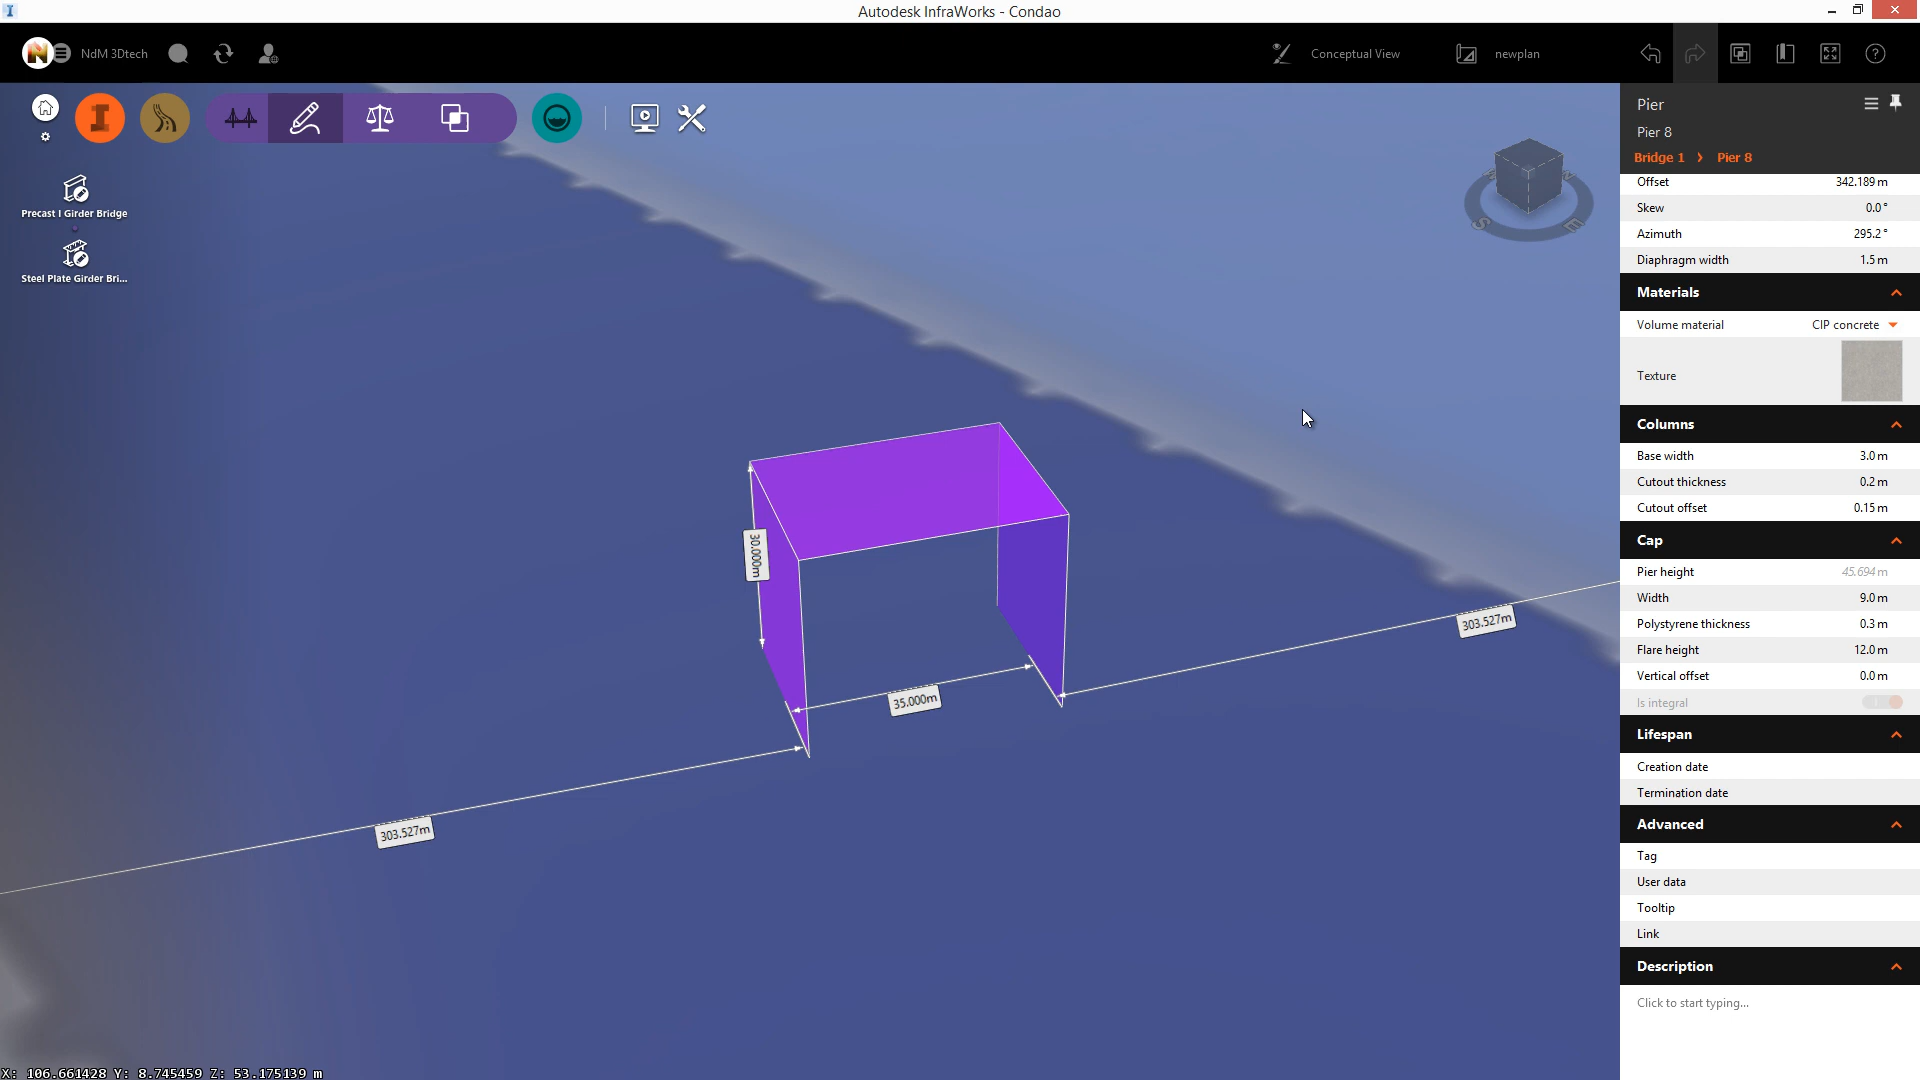 Autodesk InfraWorks - Condao
NdM 3Dtech
Conceptual View
newplan
Precast I Girder Bridge
Steel Plate Girder Bri...
S
E
30.000m
35.000m
303.527m
303.527m
X: 106.661428 Y: 8.745459 Z: 53.175139 m
Pier
Pier 8
Bridge 1 > Pier 8
Offset 342.189 m
Skew 0.0 °
Azimuth 295.2 °
Diaphragm width 1.5 m
Materials
Volume material CIP concrete
Texture
Columns
Base width 3.0 m
Cutout thickness 0.2 m
Cutout offset 0.15 m
Cap
Pier height 45.694 m
Width 9.0 m
Polystyrene thickness 0.3 m
Flare height 12.0 m
Vertical offset 0.0 m
Is integral
Lifespan
Creation date
Termination date
Advanced
Tag
User data
Tooltip
Link
Description
Click to start typing...